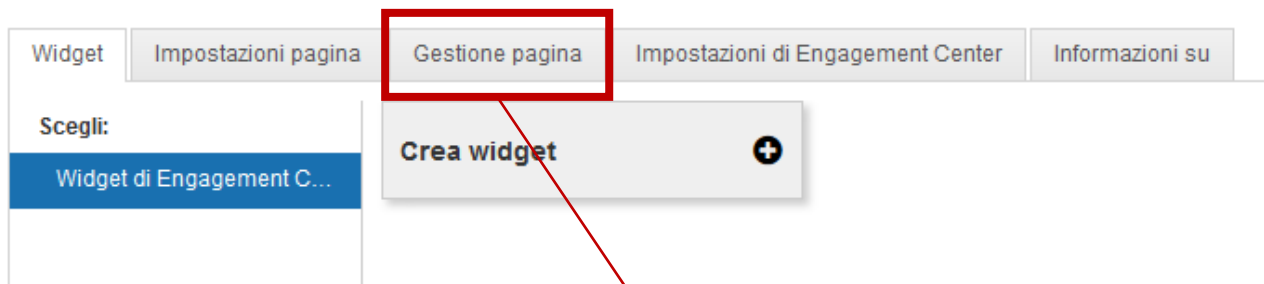 Widget Impostazioni pagina Gestione pagina Impostazioni di Engagement Center Informazioni su
Scegli:
Crea widget
Widget di Engagement C...